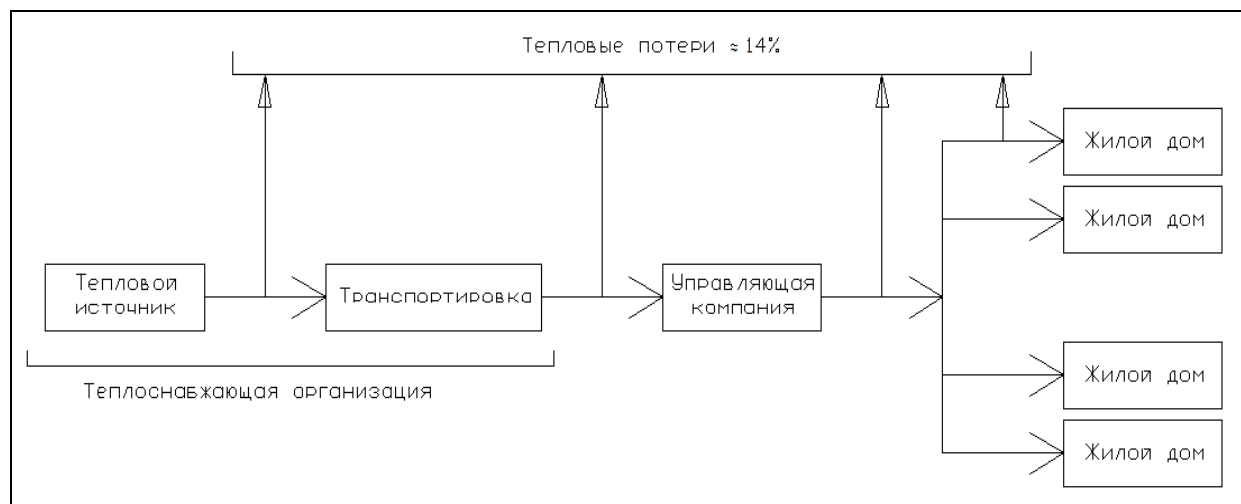 Тепловые потери ≈ 14%
Жилой дом
Жилой дом
Тепловой
источник
Транспортировка
Управляющая
компания
Теплоснабжающая организация
Жилой дом
Жилой дом